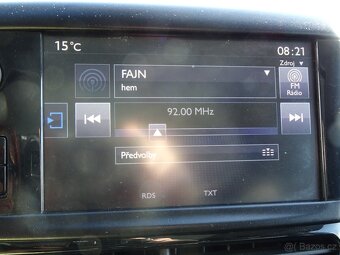 15°C
08:21
Zdroj
FAJN
hem
FM
Rádio
92.00 MHz
Předvolby
RDS
TXT
© Bazos.cz